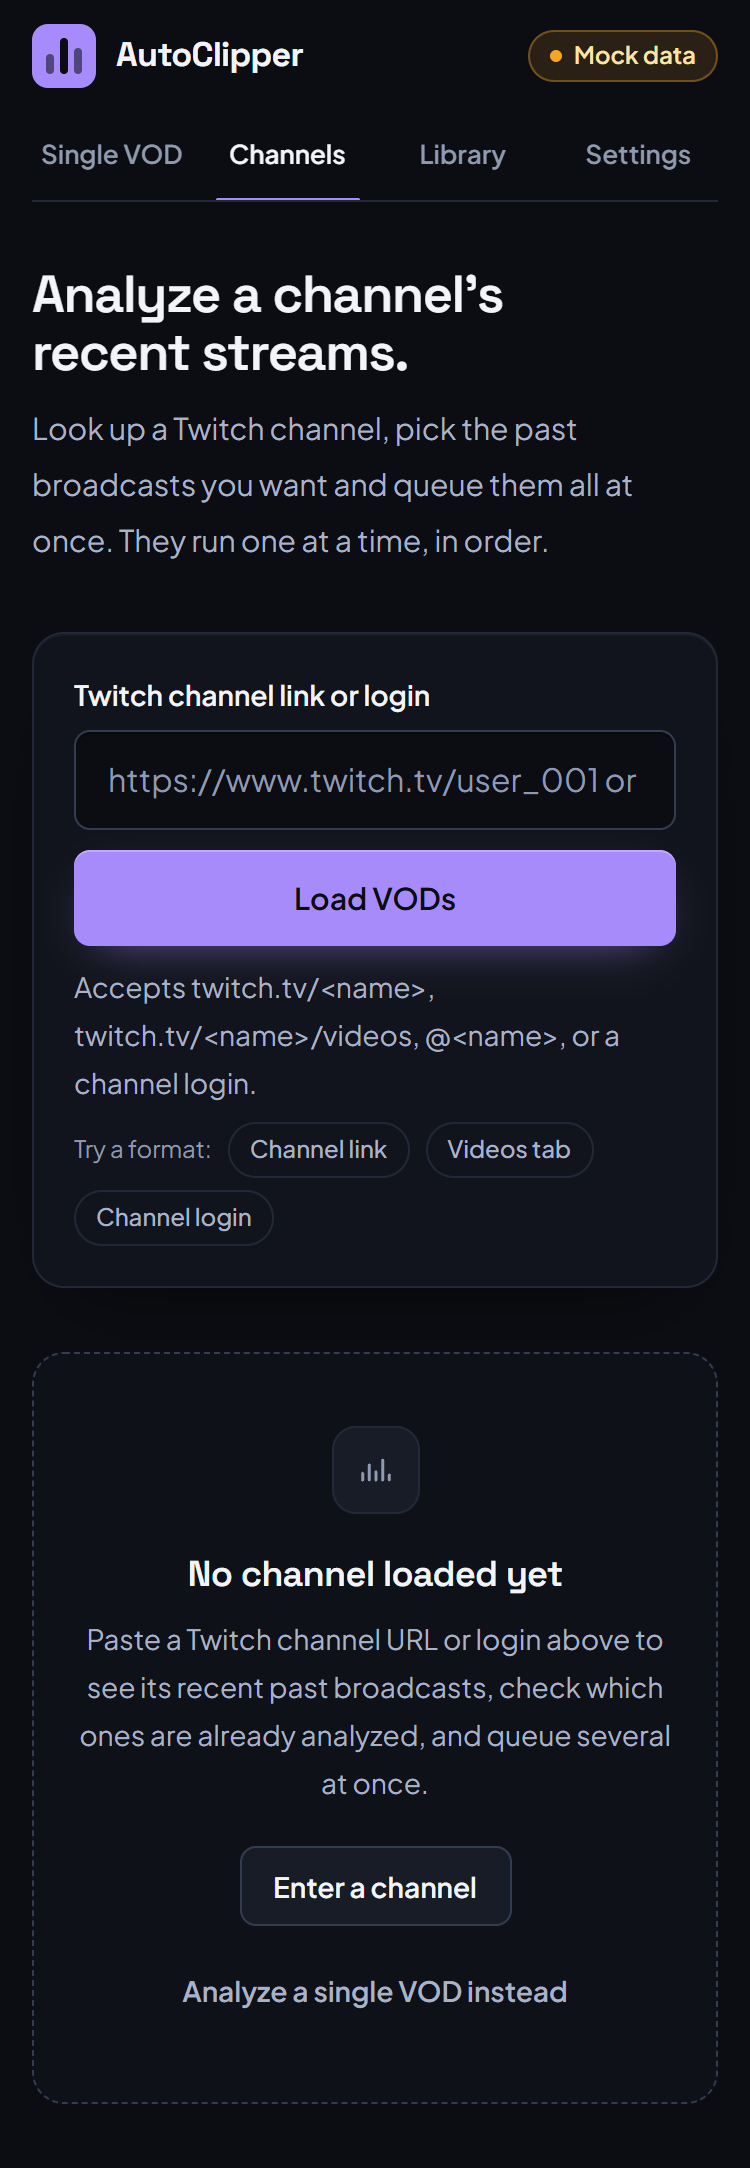 AutoClipper
Mock data
Single VOD
Channels
Library
Settings
Analyze a channel’s
recent streams.
Look up a Twitch channel, pick the past
broadcasts you want and queue them all at
once. They run one at a time, in order.
Twitch channel link or login
https://www.twitch.tv/user_001 or
Load VODs
Accepts twitch.tv/<name>,
twitch.tv/<name>/videos, @<name>, or a
channel login.
Try a format:
Channel link
Videos tab
Channel login
No channel loaded yet
Paste a Twitch channel URL or login above to
see its recent past broadcasts, check which
ones are already analyzed, and queue several
at once.
Enter a channel
Analyze a single VOD instead